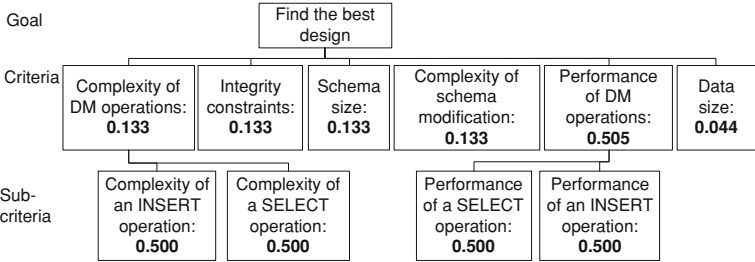 Goal
Find the best
design
Criteria
Complexity of
DM operations:
0.133
Integrity
constraints:
0.133
Schema
size:
0.133
Complexity of
schema
modification:
0.133
Performance
of DM
operations:
0.505
Data
size:
0.044
Sub-
criteria
Complexity of
an INSERT
operation:
0.500
Complexity of
a SELECT
operation:
0.500
Performance
of a SELECT
operation:
0.500
Performance
of an INSERT
operation:
0.500